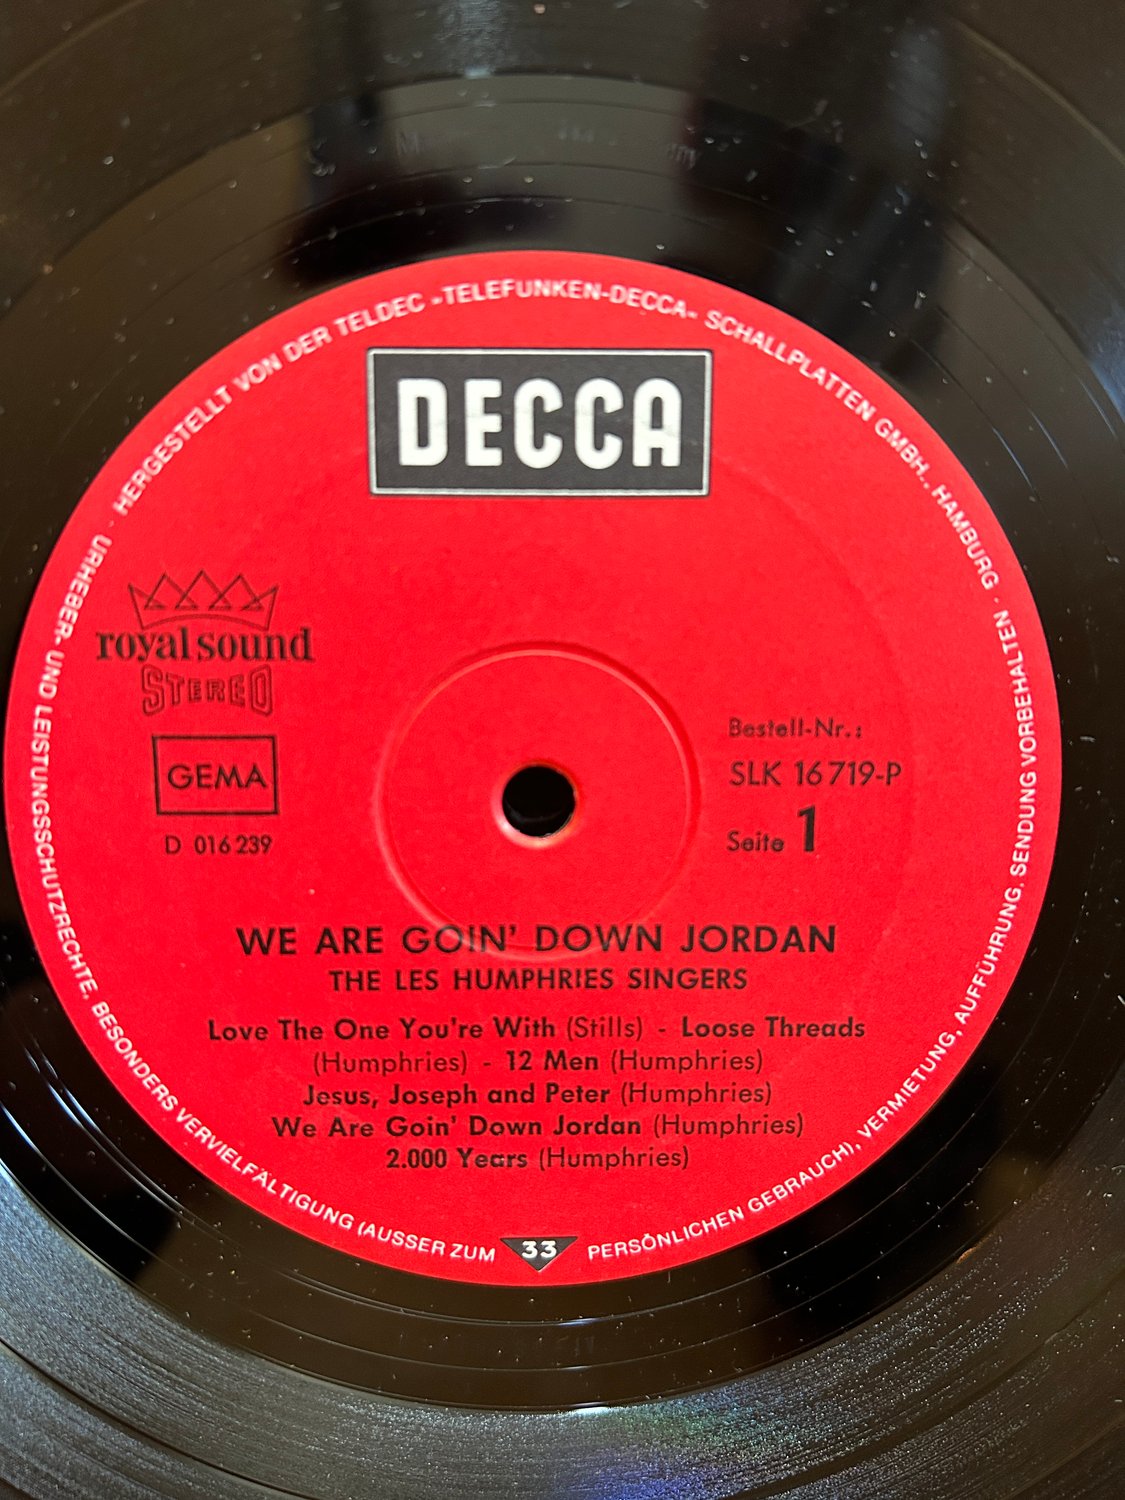 HERGESTELLT VON DER TELDEC »TELEFUNKEN-DECCA« SCHALLPLATTEN GMBH., HAMBURG · URHEBER- UND LEISTUNGSSCHUTZRECHTE, BESONDERS VERVIELFÄLTIGUNG (AUSSER ZUM PERSÖNLICHEN GEBRAUCH), VERMIETUNG, AUFFÜHRUNG, SENDUNG VORBEHALTEN ·
DECCA
royal sound
STEREO
GEMA
D 016 239
Bestell-Nr.:
SLK 16 719-P
Seite 1
WE ARE GOIN' DOWN JORDAN
THE LES HUMPHRIES SINGERS
Love The One You're With (Stills) - Loose Threads
(Humphries) - 12 Men (Humphries)
Jesus, Joseph and Peter (Humphries)
We Are Goin' Down Jordan (Humphries)
2.000 Years (Humphries)
33